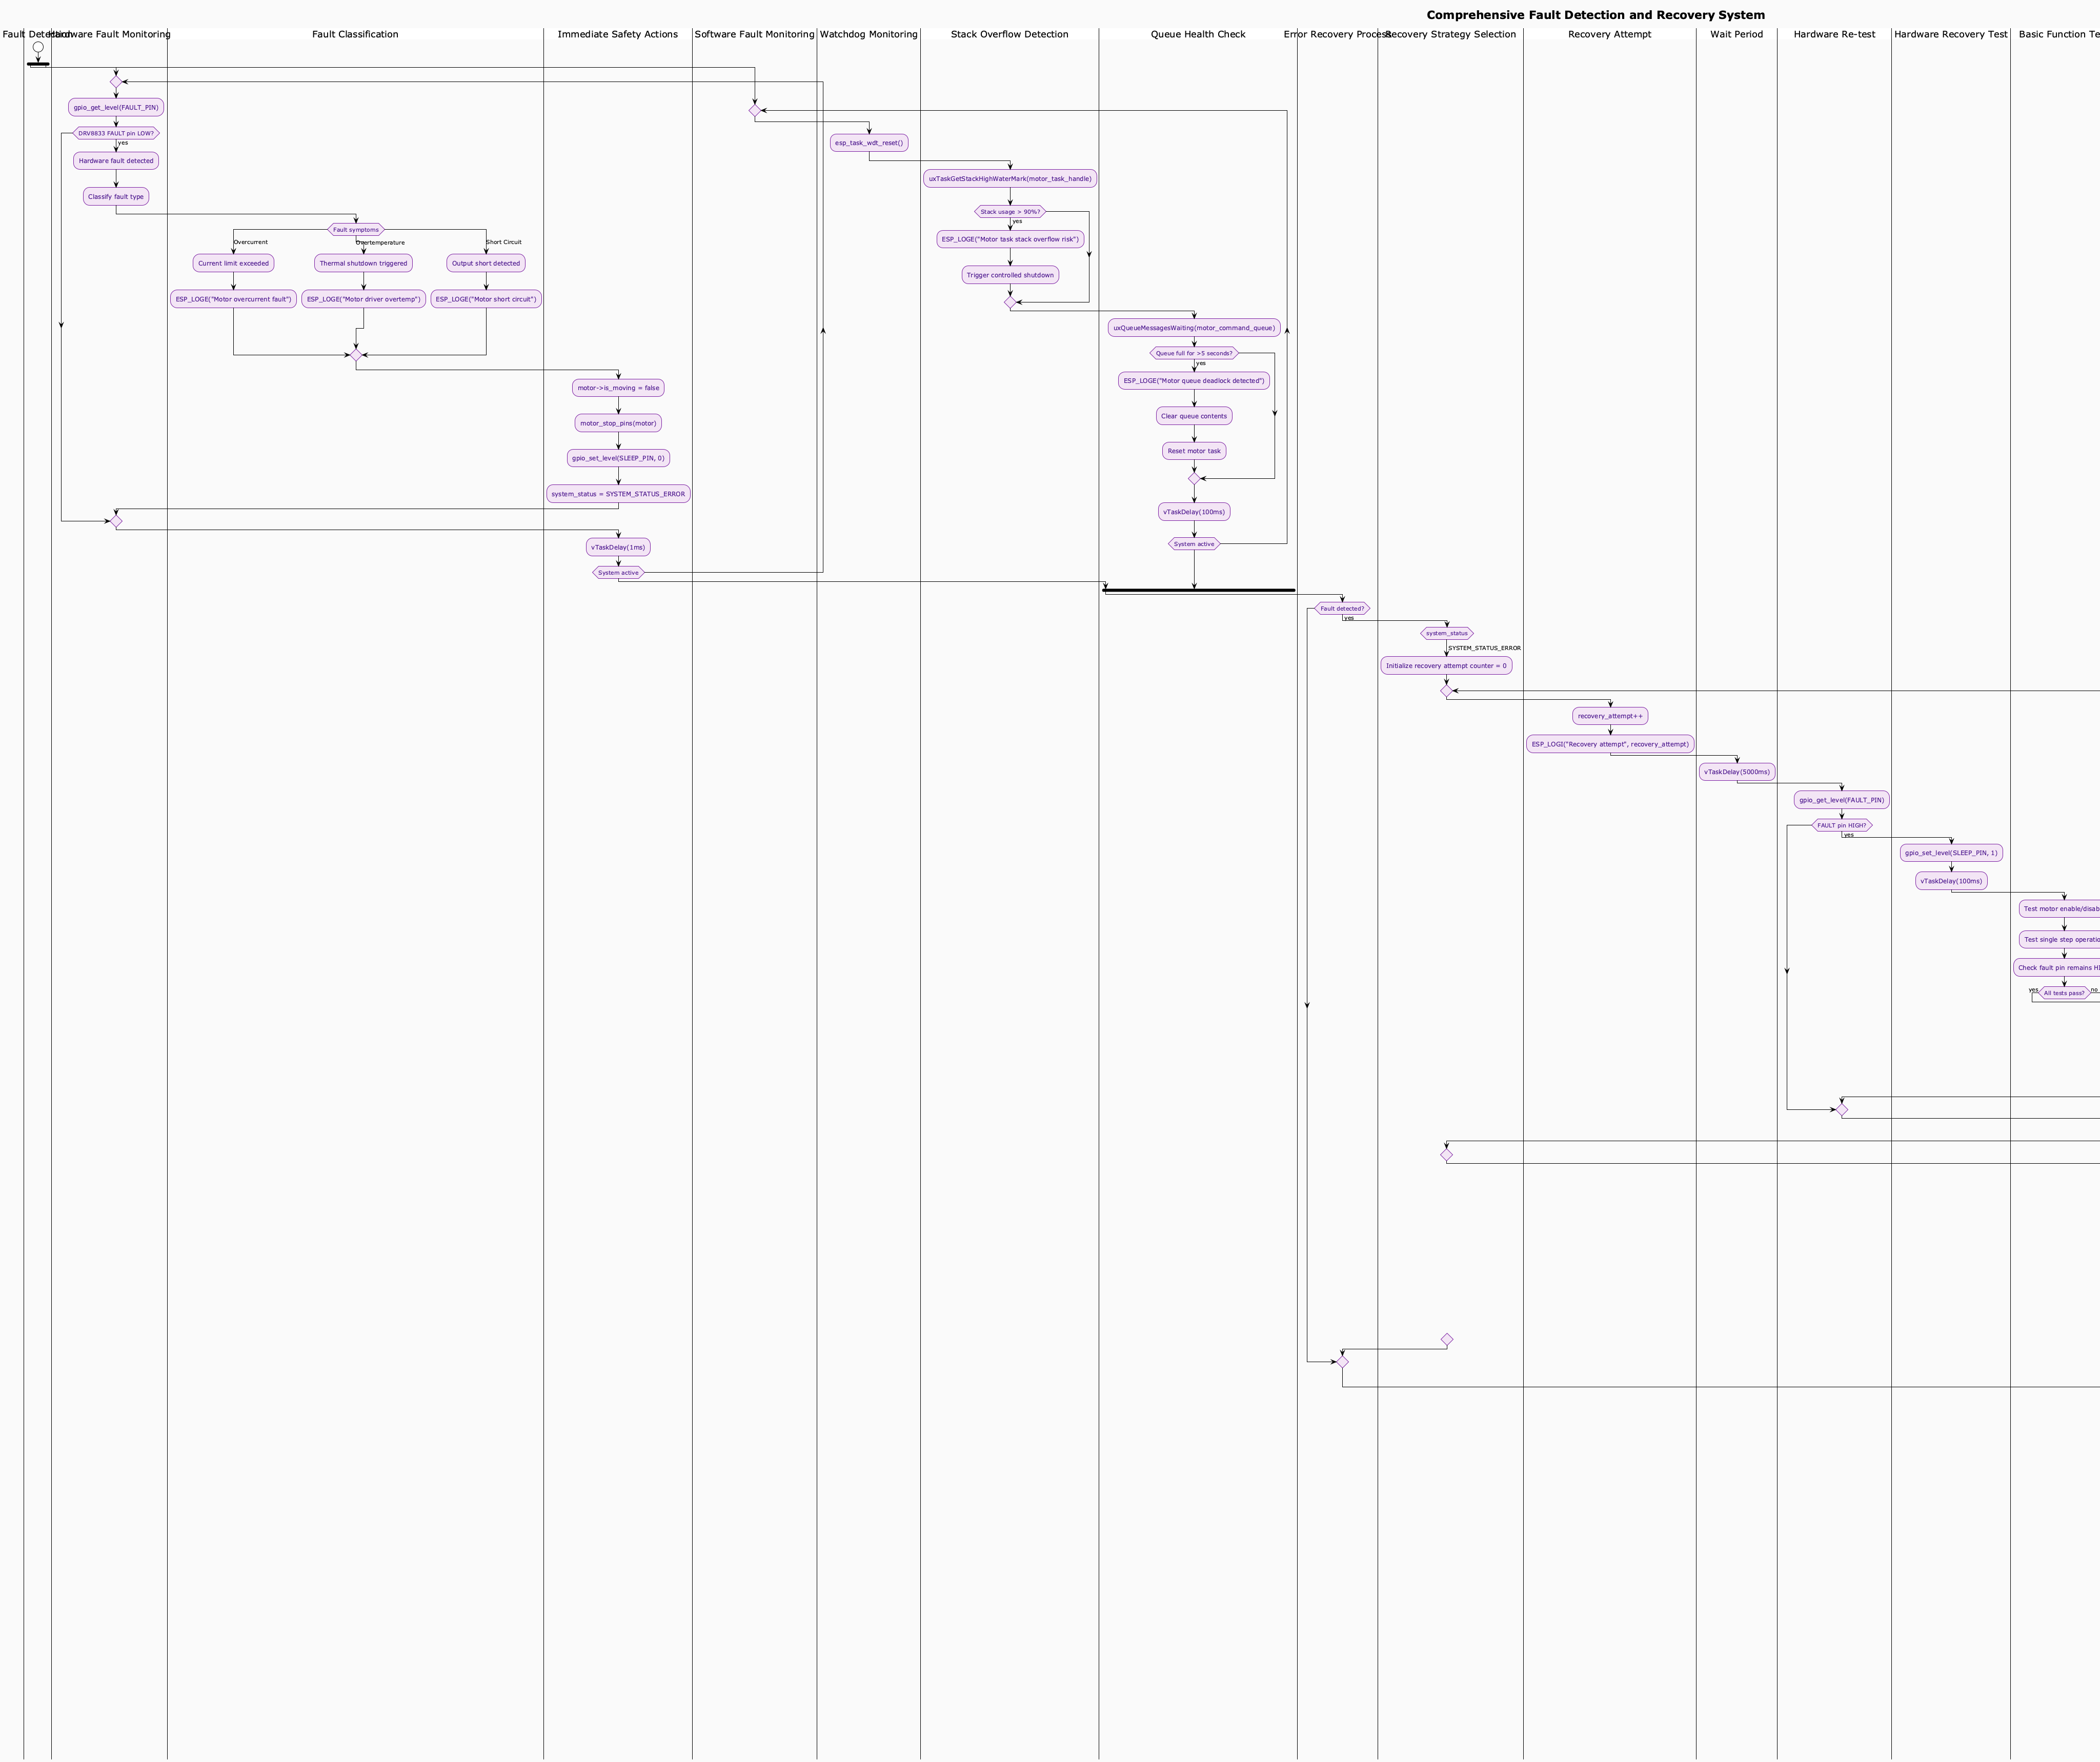 Comprehensive Fault Detection and Recovery System
Fault Detection
Hardware Fault Monitoring
Fault Classification
Immediate Safety Actions
Software Fault Monitoring
Watchdog Monitoring
Stack Overflow Detection
Queue Health Check
Error Recovery Process
Recovery Strategy Selection
Recovery Attempt
Wait Period
Hardware Re-test
Hardware Recovery Test
Basic Function Te
gpio_get_level(FAULT_PIN)
DRV8833 FAULT pin LOW?
yes
Hardware fault detected
Classify fault type
Fault symptoms
Overcurrent
Overtemperature
Short Circuit
Current limit exceeded
Thermal shutdown triggered
Output short detected
ESP_LOGE("Motor overcurrent fault")
ESP_LOGE("Motor driver overtemp")
ESP_LOGE("Motor short circuit")
motor->is_moving = false
motor_stop_pins(motor)
gpio_set_level(SLEEP_PIN, 0)
system_status = SYSTEM_STATUS_ERROR
vTaskDelay(1ms)
System active
esp_task_wdt_reset()
uxTaskGetStackHighWaterMark(motor_task_handle)
Stack usage > 90%?
yes
ESP_LOGE("Motor task stack overflow risk")
Trigger controlled shutdown
uxQueueMessagesWaiting(motor_command_queue)
Queue full for >5 seconds?
yes
ESP_LOGE("Motor queue deadlock detected")
Clear queue contents
Reset motor task
vTaskDelay(100ms)
System active
Fault detected?
yes
system_status
SYSTEM_STATUS_ERROR
Initialize recovery attempt counter = 0
recovery_attempt++
ESP_LOGI("Recovery attempt", recovery_attempt)
vTaskDelay(5000ms)
gpio_get_level(FAULT_PIN)
FAULT pin HIGH?
yes
gpio_set_level(SLEEP_PIN, 1)
vTaskDelay(100ms)
Test motor enable/disab
Test single step operatio
Check fault pin remains HI
yes
All tests pass?
no